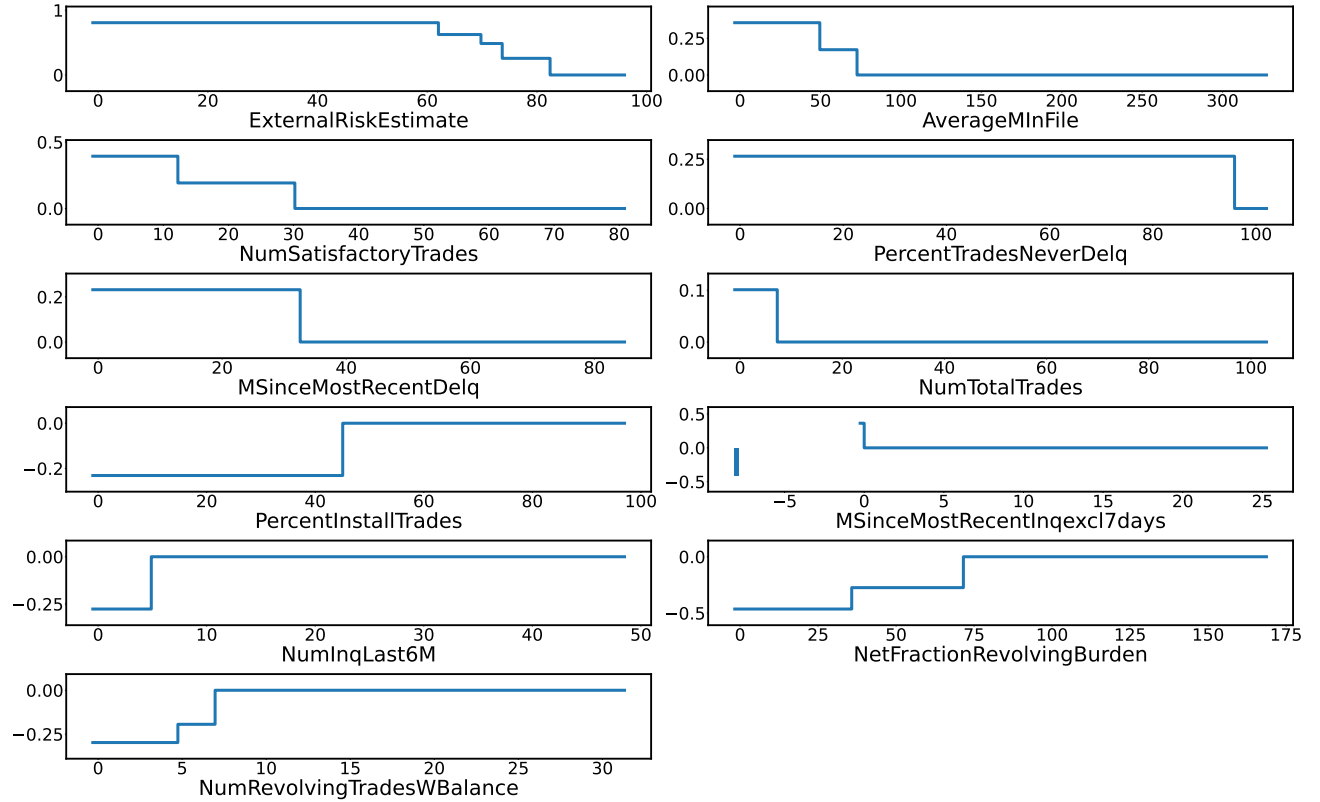 1
0
0 20 40 60 80 100
ExternalRiskEstimate
0.25
0.00
0 50 100 150 200 250 300
AverageMInFile
0.5
0.0
0 10 20 30 40 50 60 70 80
NumSatisfactoryTrades
0.25
0.00
0 20 40 60 80 100
PercentTradesNeverDelq
0.2
0.0
0 20 40 60 80
MSinceMostRecentDelq
0.1
0.0
0 20 40 60 80 100
NumTotalTrades
0.0
−0.2
0 20 40 60 80 100
PercentInstallTrades
0.5
0.0
−0.5
−5 0 5 10 15 20 25
MSinceMostRecentInqexcl7days
0.00
−0.25
0 10 20 30 40 50
NumInqLast6M
0.0
−0.5
0 25 50 75 100 125 150 175
NetFractionRevolvingBurden
0.00
−0.25
0 5 10 15 20 25 30
NumRevolvingTradesWBalance